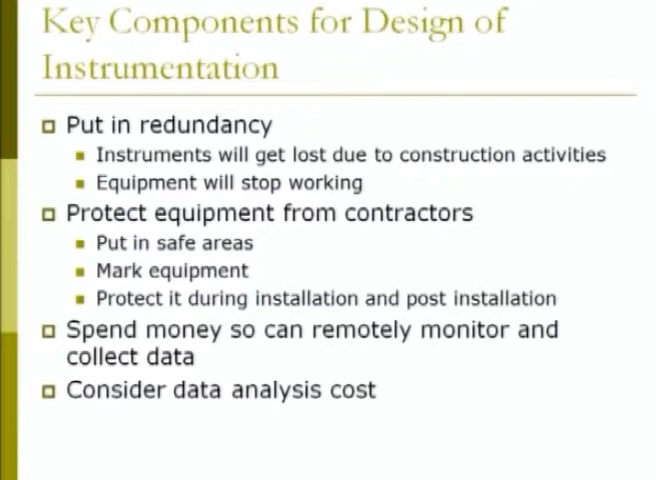 Key Components for Design of
Instrumentation
Put in redundancy
Instruments will get lost due to construction activities
Equipment will stop working
Protect equipment from contractors
Put in safe areas
Mark equipment
Protect it during installation and post installation
Spend money so can remotely monitor and
collect data
Consider data analysis cost